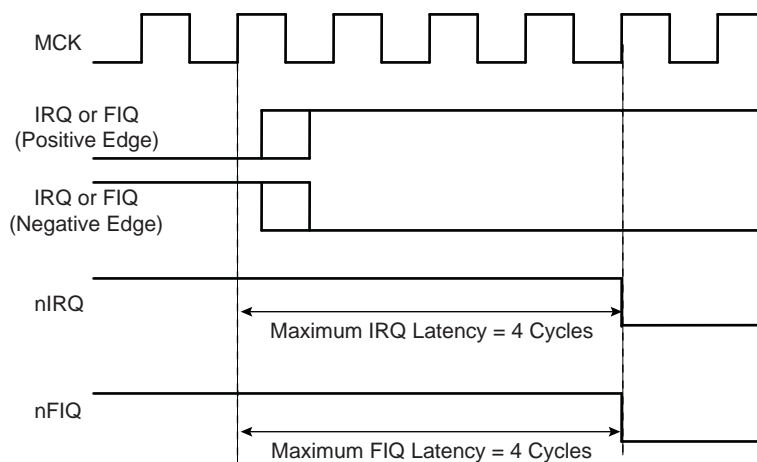 MCK
IRQ or FIQ
(Positive Edge)
IRQ or FIQ
(Negative Edge)
nIRQ
Maximum IRQ Latency = 4 Cycles
nFIQ
Maximum FIQ Latency = 4 Cycles